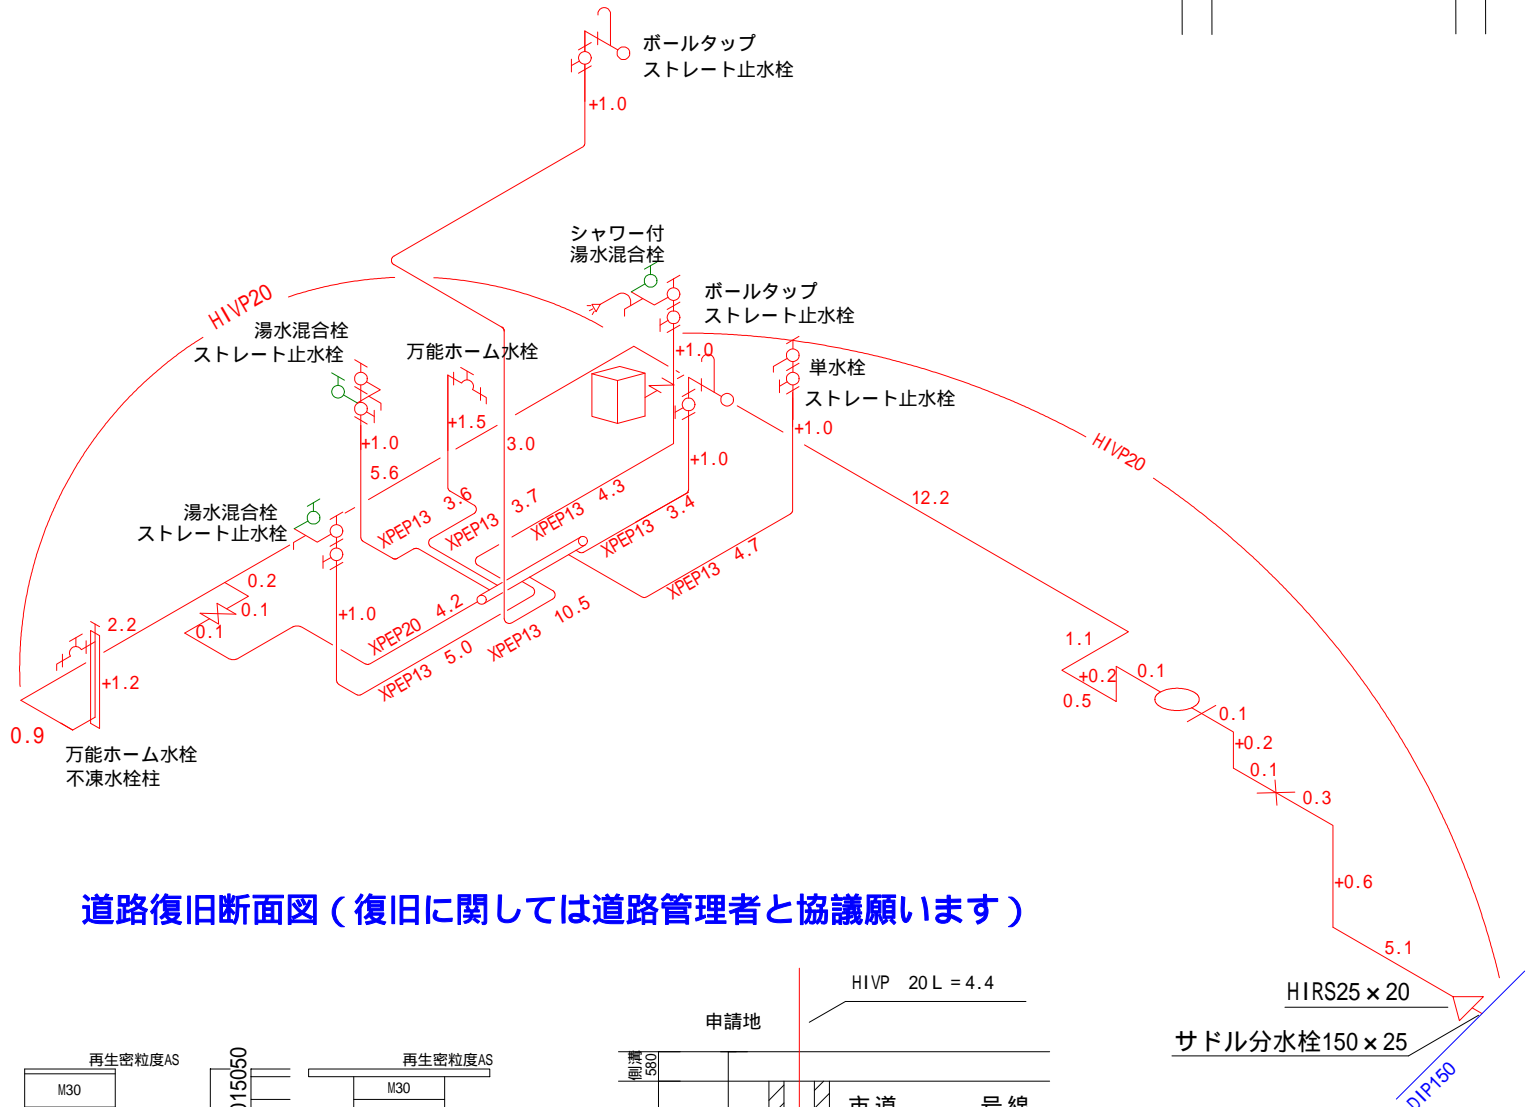 ボールタップ
ストレート止水栓
+1.0
シャワー付
湯水混合栓
HIVP20
ボールタップ
ストレート止水栓
湯水混合栓
ストレート止水栓
万能ホーム水栓
+1.0
単水栓
ストレート止水栓
+1.0
5.6
+1.5
3.0
+1.0
+1.0
HIVP20
12.2
XPEP13 3.6
XPEP13 3.7
XPEP13 4.3
XPEP13 3.4
XPEP13 4.7
湯水混合栓
ストレート止水栓
0.2
0.1
0.1
+1.0
XPEP20 4.2
XPEP13 5.0
XPEP13 10.5
2.2
+1.2
0.9
万能ホーム水栓
不凍水栓柱
1.1
+0.2
0.5
0.1
0.1
+0.2
0.1
0.3
+0.6
5.1
道路復旧断面図（復旧に関しては道路管理者と協議願います）
HIVP 20 L = 4.4
申請地
HIRS25×20
サドル分水栓150×25
DIP150
再生密粒度AS
M30
015050
再生密粒度AS
M30
側溝
580
市道 号線